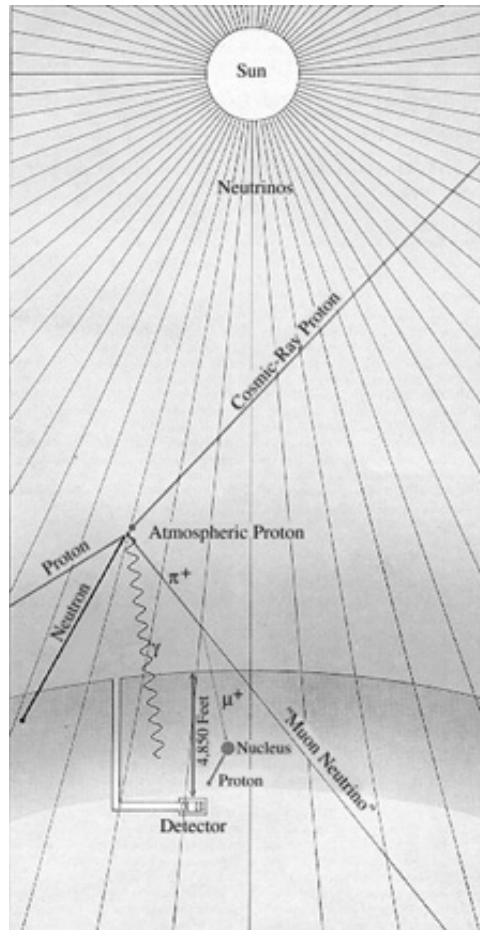 Sun
Neutrinos
Cosmic-Ray Proton
Atmospheric Proton
Proton
Neutron
π+
γ
μ+
4,850 Feet
Nucleus
Proton
"Muon Neutrino"
Detector